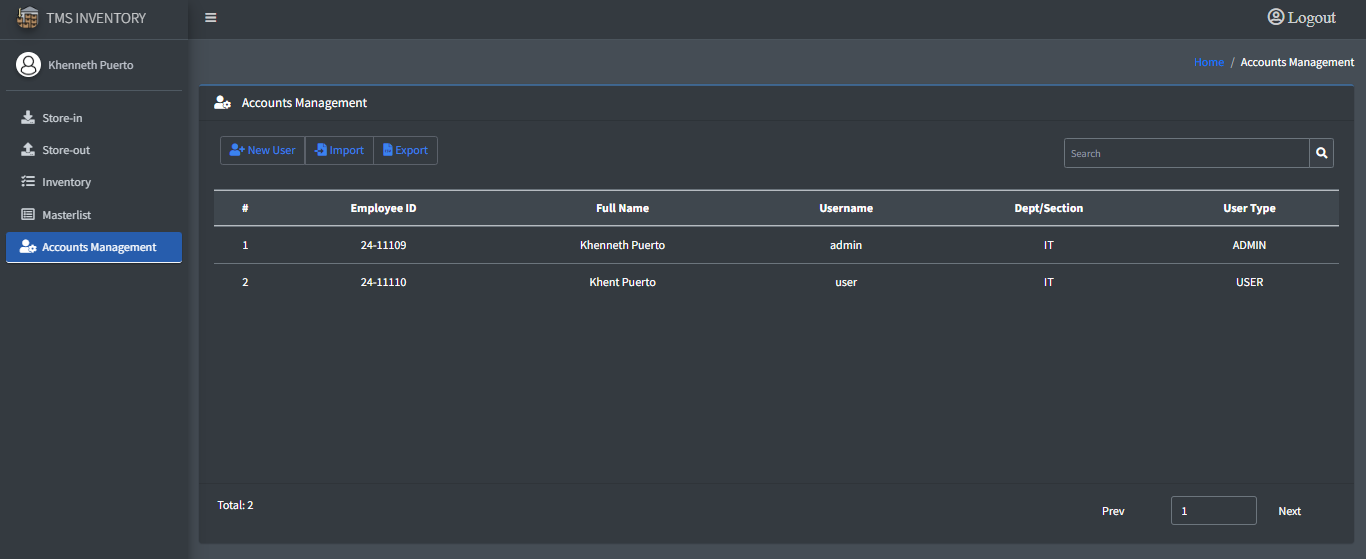 TMS INVENTORY
Logout
Khenneth Puerto
Home / Accounts Management
Store-in
Store-out
Inventory
Masterlist
Accounts Management
Accounts Management
New User Import Export
Search
# Employee ID Full Name Username Dept/Section User Type
1 24-11109 Khenneth Puerto admin IT ADMIN
2 24-11110 Khent Puerto user IT USER
Total: 2
Prev 1 Next